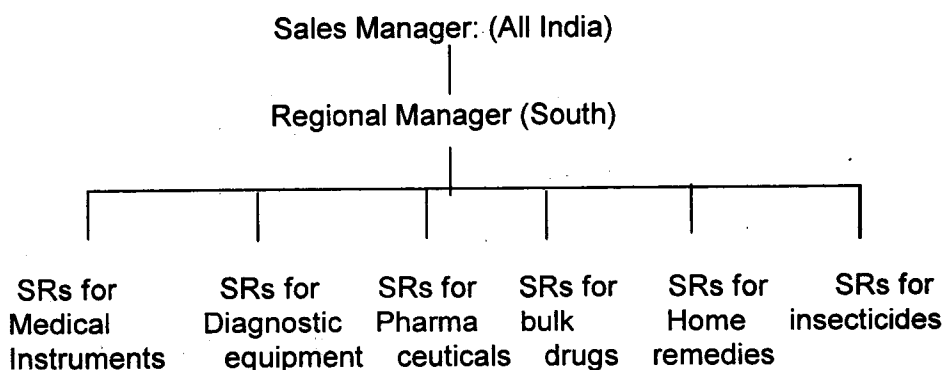 Sales Manager: (All India)
Regional Manager (South)
SRs for Medical Instruments
SRs for Diagnostic equipment
SRs for Pharma ceuticals
SRs for bulk drugs
SRs for Home remedies
SRs for insecticides